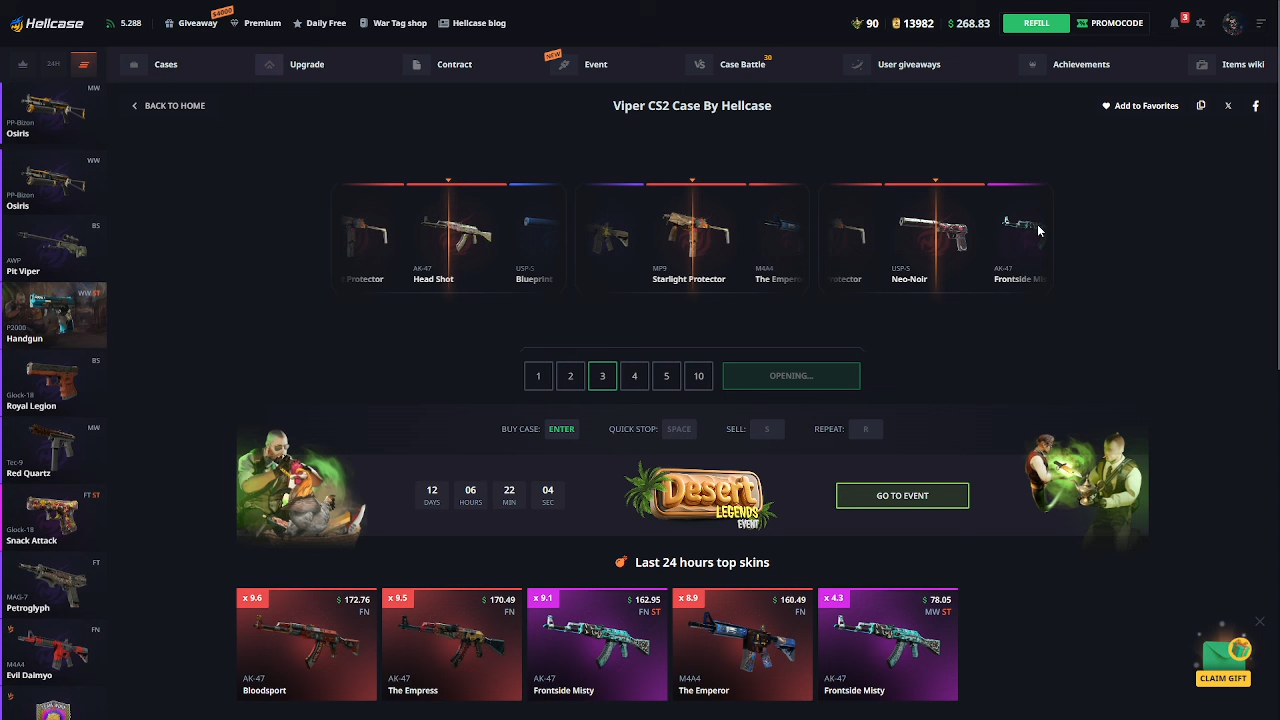 Hellcase
5.288
Giveaway
$4000
Premium
Daily Free
War Tag shop
Hellcase blog
90
13982
$ 268.83
REFILL
PROMOCODE
3
24H
Cases
Upgrade
Contract
NEW
Event
VS
Case Battle
30
User giveaways
Achievements
Items wiki
BACK TO HOME
Viper CS2 Case By Hellcase
Add to Favorites
MW
PP-Bizon
Osiris
WW
PP-Bizon
Osiris
BS
AWP
Pit Viper
WW ST
P2000
Handgun
BS
Glock-18
Royal Legion
MW
Tec-9
Red Quartz
FT ST
Glock-18
Snack Attack
FT
MAG-7
Petroglyph
FN
M4A4
Evil Daimyo
t Protector
AK-47
Head Shot
USP-S
Blueprint
MP9
Starlight Protector
M4A4
The Empero
rotector
USP-S
Neo-Noir
AK-47
Frontside Mis
1
2
3
4
5
10
OPENING...
BUY CASE:
ENTER
QUICK STOP:
SPACE
SELL:
S
REPEAT:
R
12
DAYS
06
HOURS
22
MIN
04
SEC
Desert
LEGENDS
EVENT
GO TO EVENT
Last 24 hours top skins
x 9.6
$ 172.76
FN
AK-47
Bloodsport
x 9.5
$ 170.49
FN
AK-47
The Empress
x 9.1
$ 162.95
FN ST
AK-47
Frontside Misty
x 8.9
$ 160.49
FN
M4A4
The Emperor
x 4.3
$ 78.05
MW ST
AK-47
Frontside Misty
CLAIM GIFT